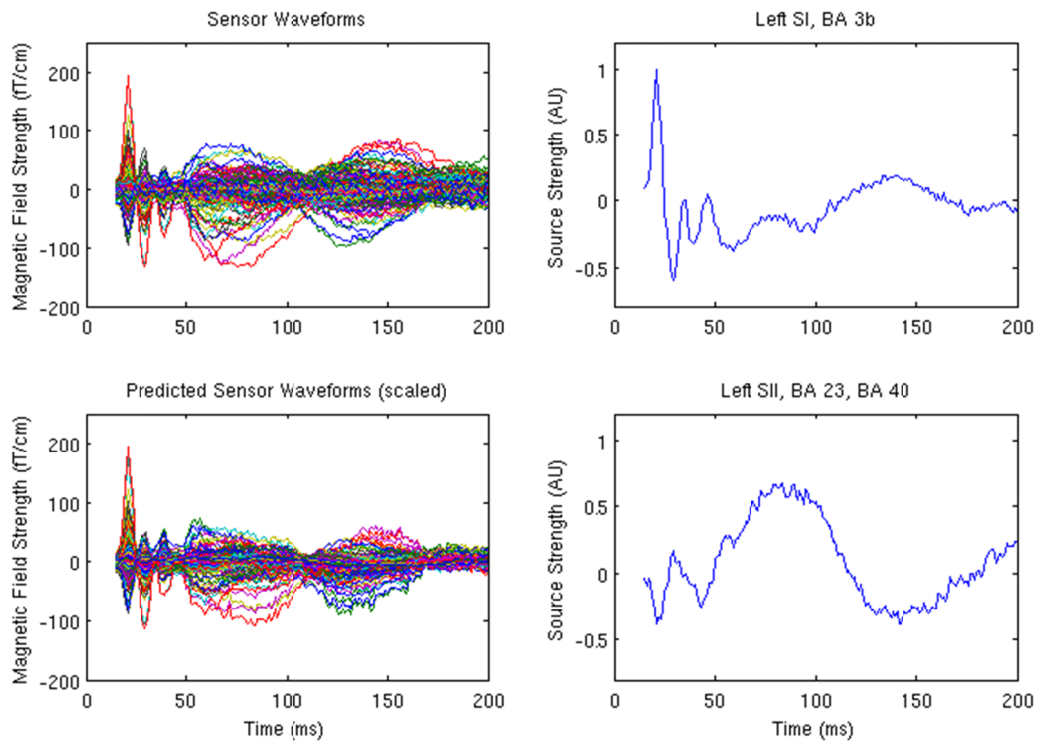 Sensor Waveforms
Magnetic Field Strength (fT/cm)
200
100
0
-100
-200
0 50 100 150 200
Left SI, BA 3b
Source Strength (AU)
1
0.5
0
-0.5
0 50 100 150 200
Predicted Sensor Waveforms (scaled)
Magnetic Field Strength (fT/cm)
200
100
0
-100
-200
0 50 100 150 200
Time (ms)
Left SII, BA 23, BA 40
Source Strength (AU)
1
0.5
0
-0.5
0 50 100 150 200
Time (ms)